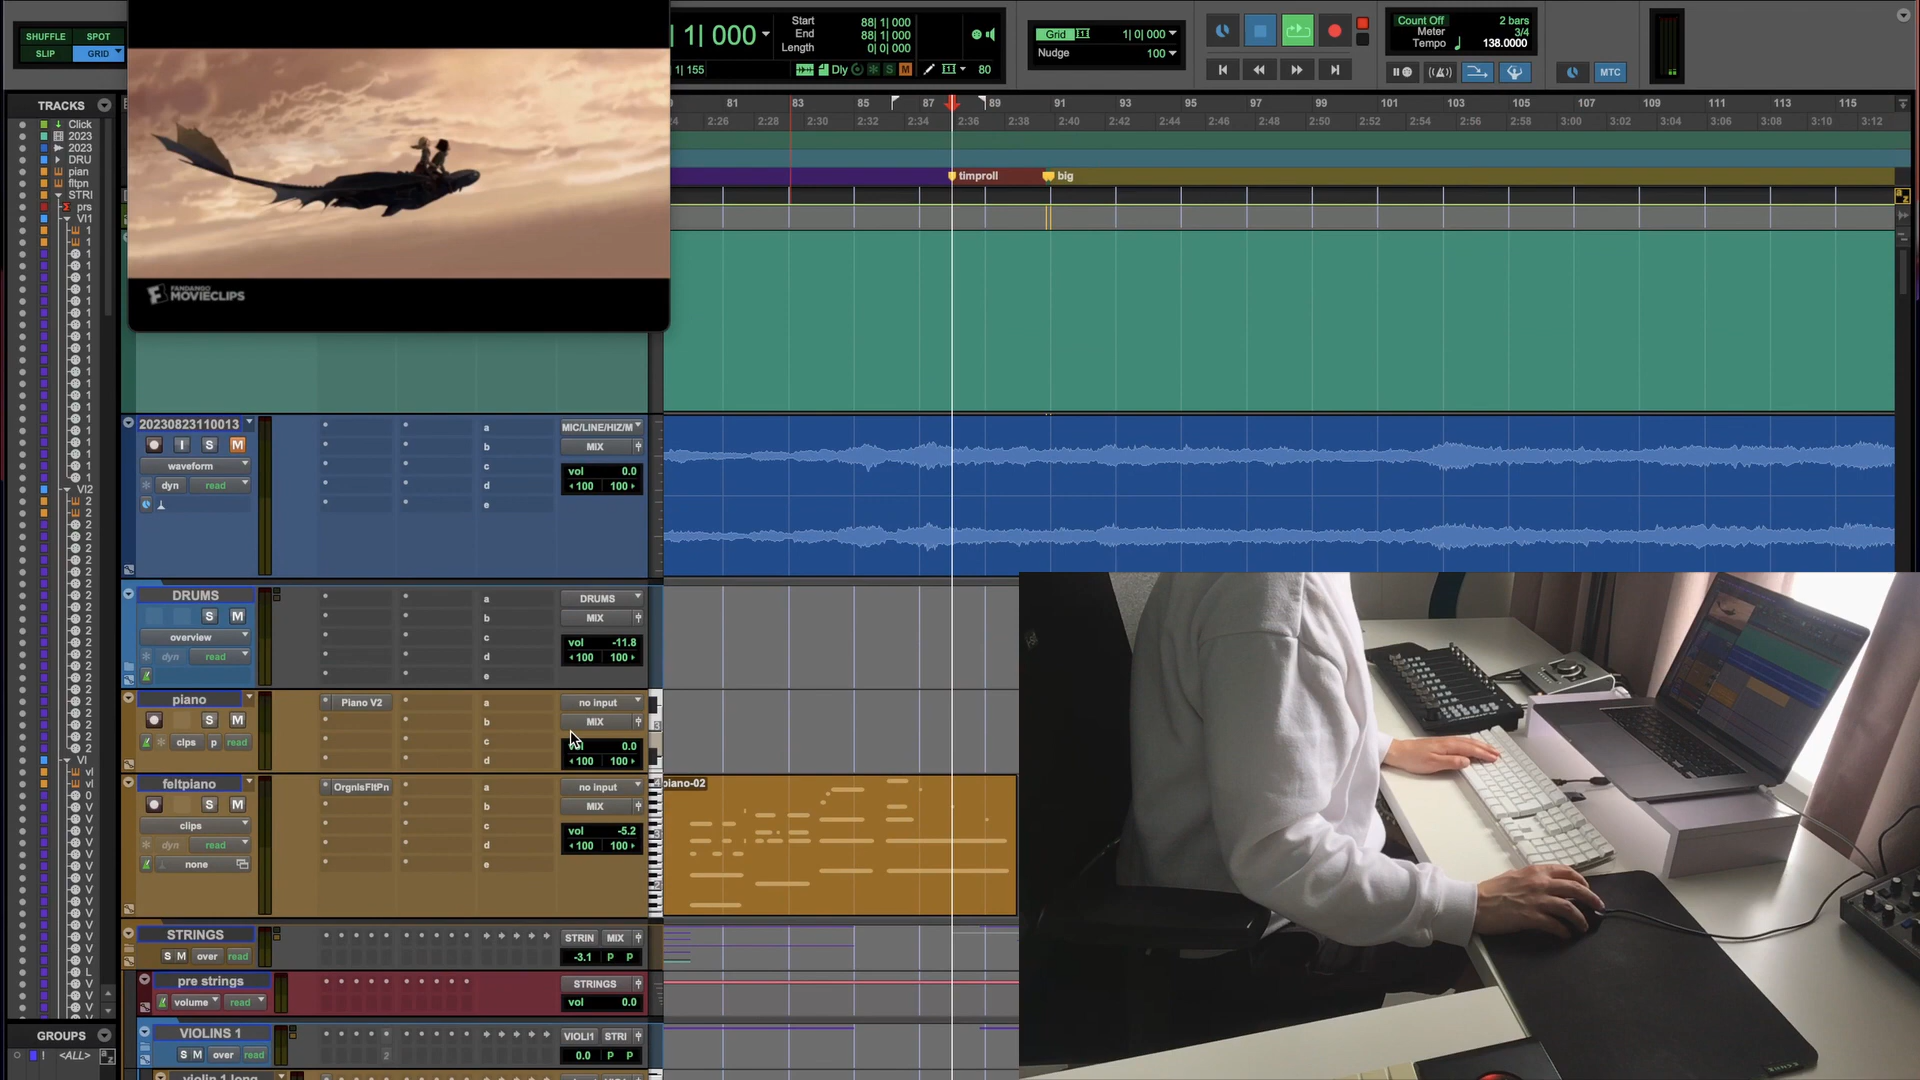 SHUFFLE SPOT
SLIP GRID
1| 1| 000
Start 88| 1| 000
End 88| 1| 000
Length 0| 0| 000
1| 155
Dly
S M
80
Grid 1| 0| 000
Nudge 100
Count Off 2 bars
Meter 3/4
Tempo 138.0000
MTC
FANDANGO
MOVIECLIPS
81 83 85 87 89 91 93 95 97 99 101 103 105 107 109 111 113 115
2:26 2:28 2:30 2:32 2:34 2:36 2:38 2:40 2:42 2:44 2:46 2:48 2:50 2:52 2:54 2:56 2:58 3:00 3:02 3:04 3:06 3:08 3:10 3:12
timproll big
TRACKS
Click
2023
2023
DRU
pian
fltpn
STRI
prs
VI1
VI2
VI
GROUPS
! <ALL>
20230823110013
I S M
waveform
dyn read
a
b
c
d
e
MIC/LINE/HIZ/M
MIX
vol 0.0
100 100
DRUMS
S M
overview
dyn read
a
b
c
d
e
DRUMS
MIX
vol -11.8
100 100
piano
S M
clps p read
Piano V2
a
b
c
d
no input
MIX
0.0
100 100
feltpiano
S M
clips
dyn read
none
OrgnlsFltPn
a
b
c
d
e
no input
MIX
vol -5.2
100 100
piano-02
STRINGS
S M over read
STRIN MIX
-3.1 P P
pre strings
volume read
STRINGS
vol 0.0
VIOLINS 1
S M over read
2
VIOLI1 STRI
0.0 P P
violin 1 long